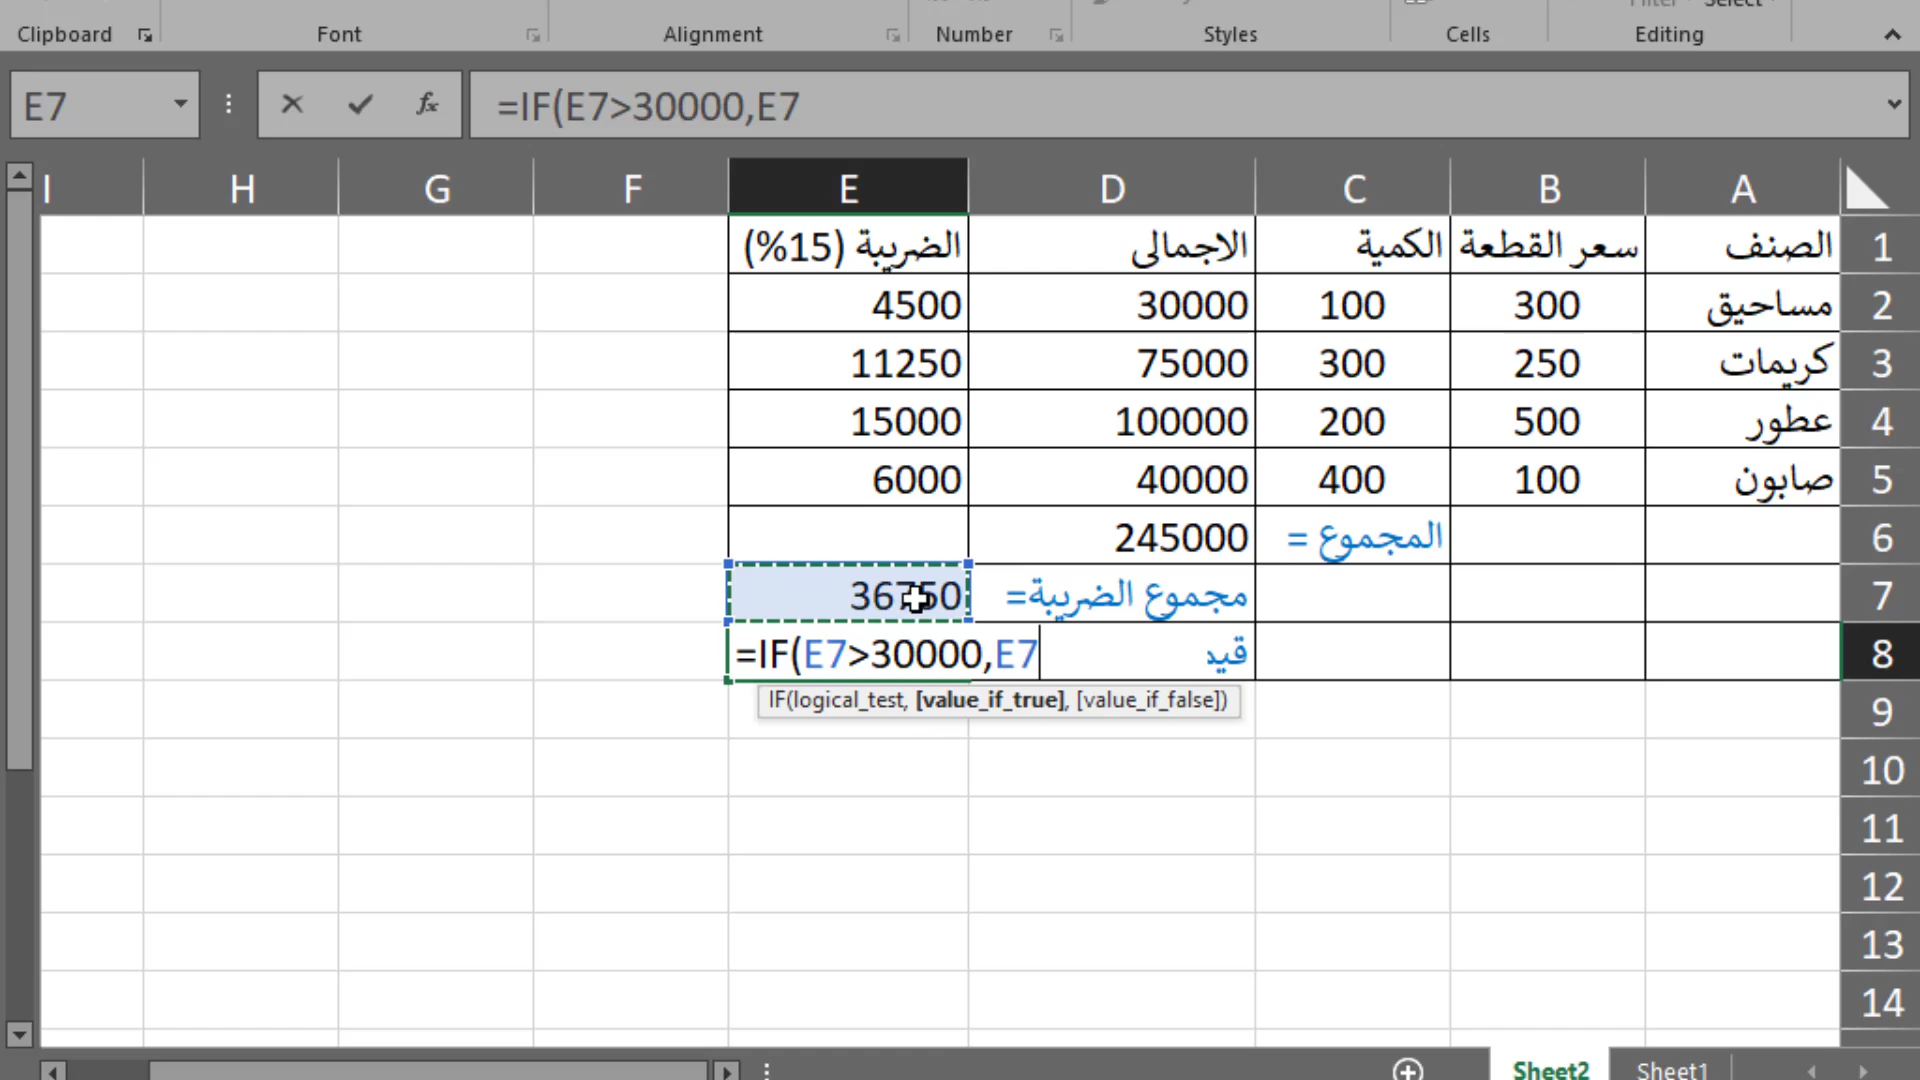 Select
Clipboard Font Alignment Number Styles Cells Editing
E7 fx =IF(E7>30000,E7
A B C D E F G H I
1 الصنف سعر القطعة الكمية الاجمالى الضريبة (15%)
2 مساحيق 300 100 30000 4500
3 كريمات 250 300 75000 11250
4 عطور 500 200 100000 15000
5 صابون 100 400 40000 6000
6 المجموع = 245000
7 مجموع الضريبة= 36750
8 قيم =IF(E7>30000,E7
IF(logical_test, [value_if_true], [value_if_false])
9
10
11
12
13
14
Sheet2 Sheet1